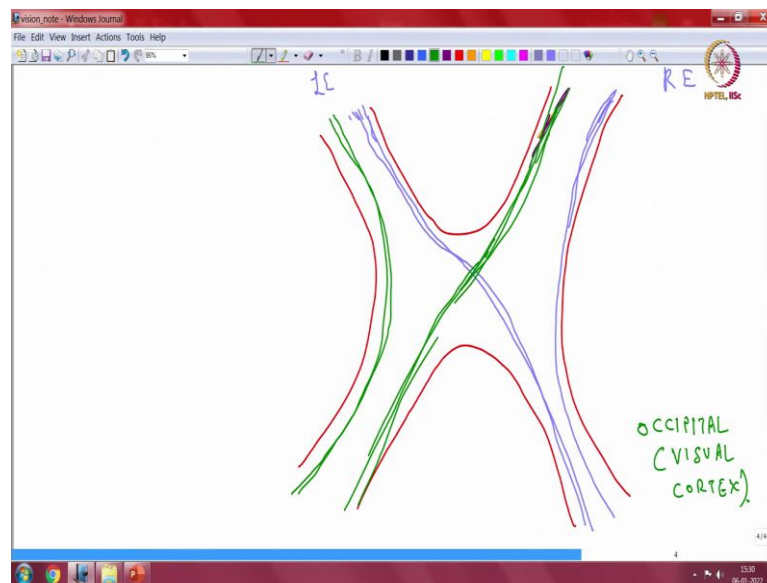 vision_note - Windows Journal
File Edit View Insert Actions Tools Help
96%
B I
RE
NPTEL, IISc
OCCIPITAL
(VISUAL
CORTEX)
4/4
4
15:30
06-01-2022